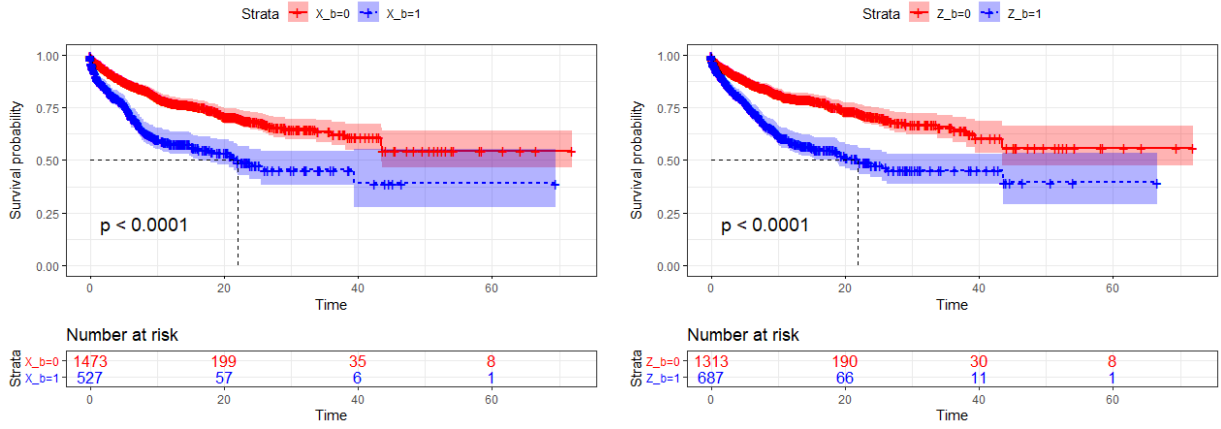 Strata X_b=0 X_b=1
Survival probability
1.00
0.75
0.50
0.25
0.00
p < 0.0001
0 20 40 60
Time
Number at risk
Strata
X_b=0 1473 199 35 8
X_b=1 527 57 6 1
0 20 40 60
Time
Strata Z_b=0 Z_b=1
Survival probability
1.00
0.75
0.50
0.25
0.00
p < 0.0001
0 20 40 60
Time
Number at risk
Strata
Z_b=0 1313 190 30 8
Z_b=1 687 66 11 1
0 20 40 60
Time